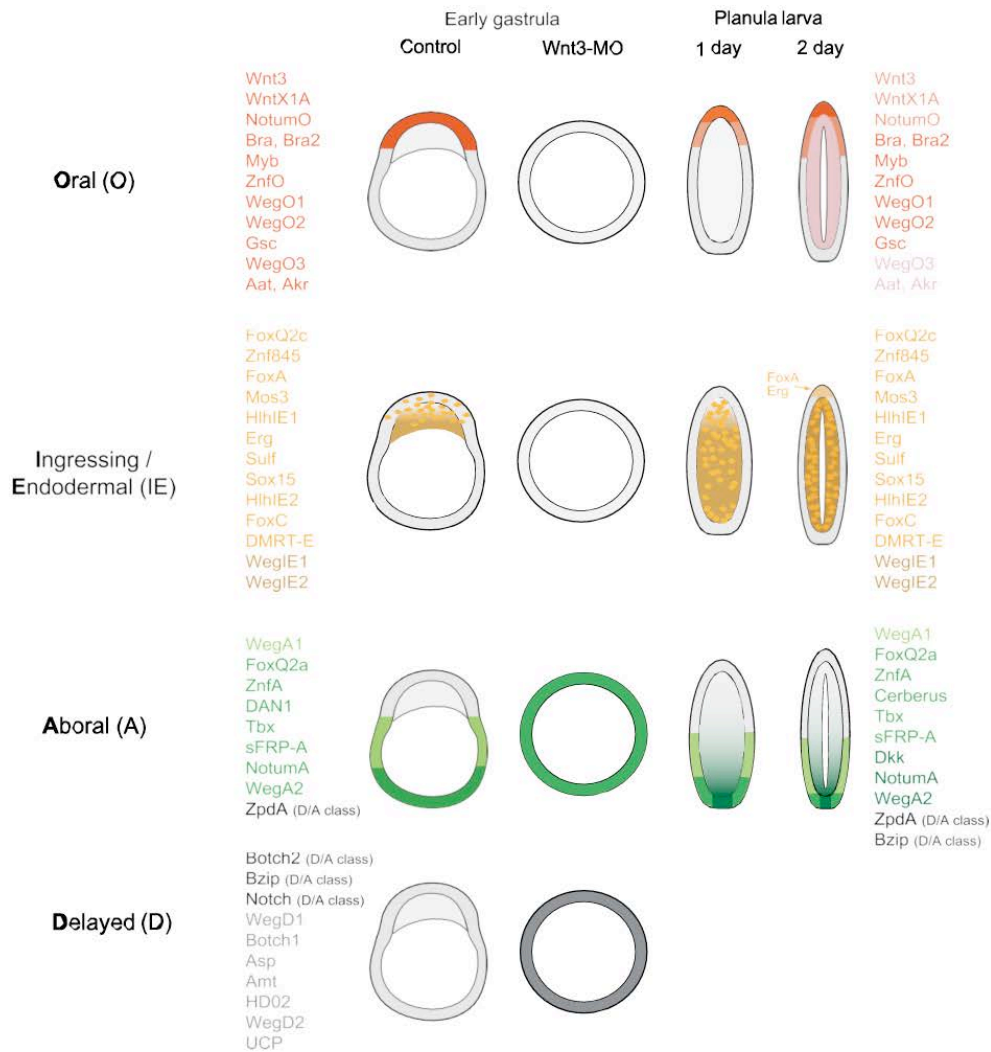 Early gastrula
Planula larva
Control
Wnt3-MO
1 day
2 day
Oral (O)
Wnt3
WntX1A
NotumO
Bra, Bra2
Myb
ZnfO
WegO1
WegO2
Gsc
WegO3
Aat, Akr
Wnt3
WntX1A
NotumO
Bra, Bra2
Myb
ZnfO
WegO1
WegO2
Gsc
WegO3
Aat, Akr
Ingressing /
Endodermal (IE)
FoxQ2c
Znf845
FoxA
Mos3
HlhIE1
Erg
Sulf
Sox15
HlhIE2
FoxC
DMRT-E
WegIE1
WegIE2
FoxA
Erg
FoxQ2c
Znf845
FoxA
Mos3
HlhIE1
Erg
Sulf
Sox15
HlhIE2
FoxC
DMRT-E
WegIE1
WegIE2
Aboral (A)
WegA1
FoxQ2a
ZnfA
DAN1
Tbx
sFRP-A
NotumA
WegA2
ZpdA (D/A class)
WegA1
FoxQ2a
ZnfA
Cerberus
Tbx
sFRP-A
Dkk
NotumA
WegA2
ZpdA (D/A class)
Bzip (D/A class)
Delayed (D)
Botch2 (D/A class)
Bzip (D/A class)
Notch (D/A class)
WegD1
Botch1
Asp
Amt
HD02
WegD2
UCP